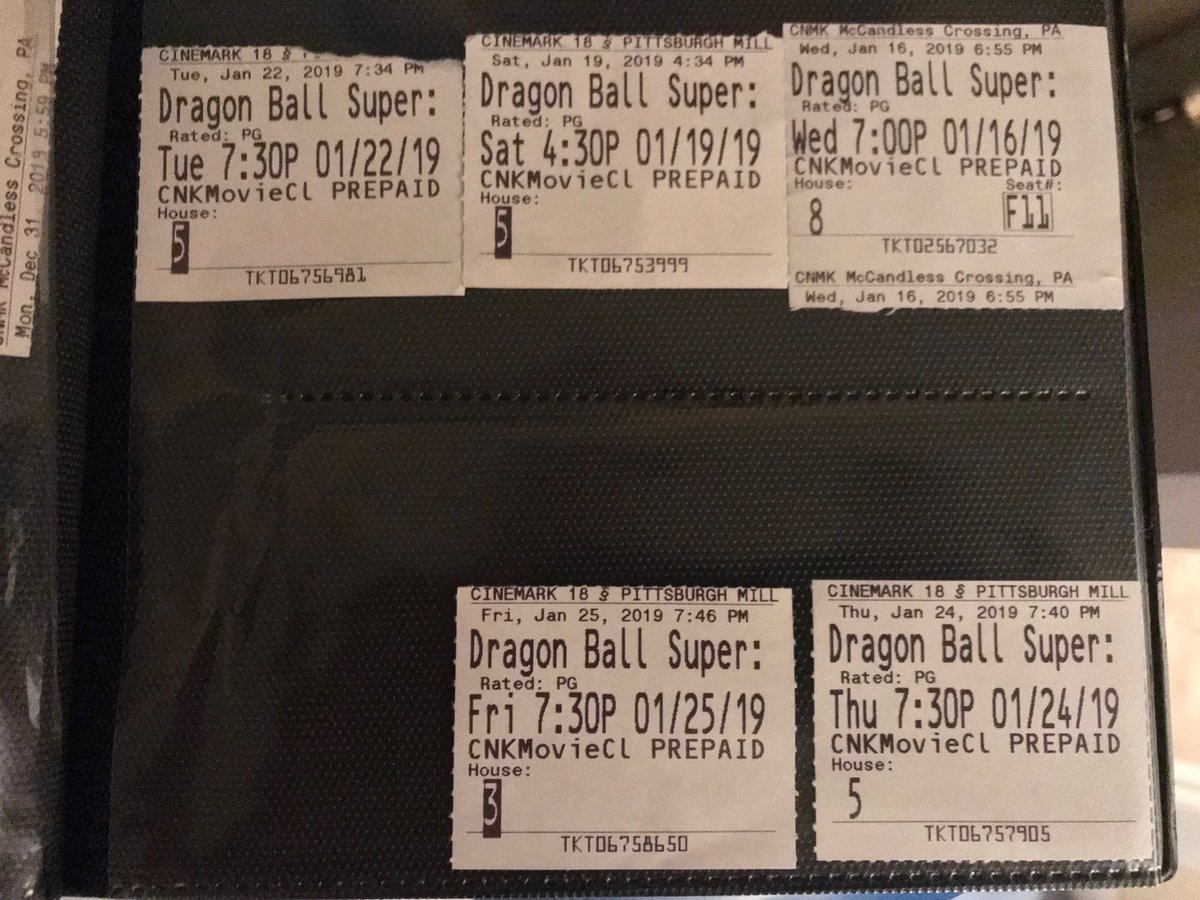 McCandless Crossing, PA
Mon, Dec 31 2019 5:59 PM
CINEMARK 18 &
Tue, Jan 22, 2019 7:34 PM
Dragon Ball Super:
Rated: PG
Tue 7:30P 01/22/19
CNKMovieCl PREPAID
House:
5
TKT06756981
CINEMARK 18 & PITTSBURGH MILL
Sat, Jan 19, 2019 4:34 PM
Dragon Ball Super:
Rated: PG
Sat 4:30P 01/19/19
CNKMovieCl PREPAID
House:
5
TKT06753999
CNMK McCandless Crossing, PA
Wed, Jan 16, 2019 6:55 PM
Dragon Ball Super:
Rated: PG
Wed 7:00P 01/16/19
CNKMovieCl PREPAID
House: Seat#:
8 F11
TKT02567032
CNMK McCandless Crossing, PA
Wed, Jan 16, 2019 6:55 PM
CINEMARK 18 & PITTSBURGH MILL
Fri, Jan 25, 2019 7:46 PM
Dragon Ball Super:
Rated: PG
Fri 7:30P 01/25/19
CNKMovieCl PREPAID
House:
3
TKT06758650
CINEMARK 18 & PITTSBURGH MILL
Thu, Jan 24, 2019 7:40 PM
Dragon Ball Super:
Rated: PG
Thu 7:30P 01/24/19
CNKMovieCl PREPAID
House:
5
TKT06757905